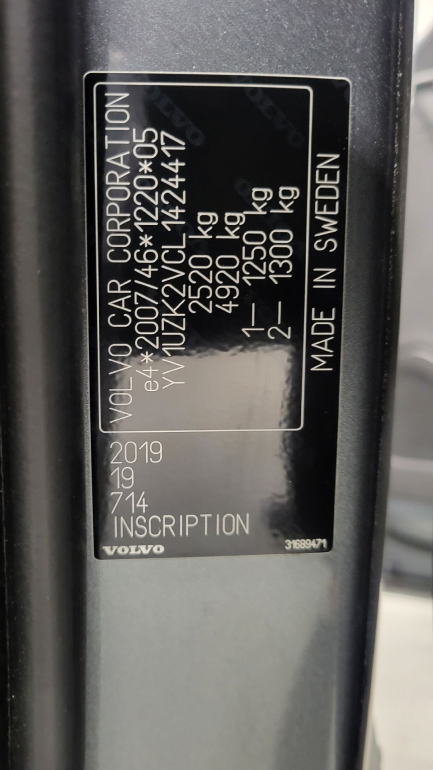 VOLVO CAR CORPORATION
e4*2007/46*1220*05
YV1UZK2VCL1424417
2520 kg
4920 kg
1– 1250 kg
2– 1300 kg
MADE IN SWEDEN
2019
19
714
INSCRIPTION
VOLVO
31689471